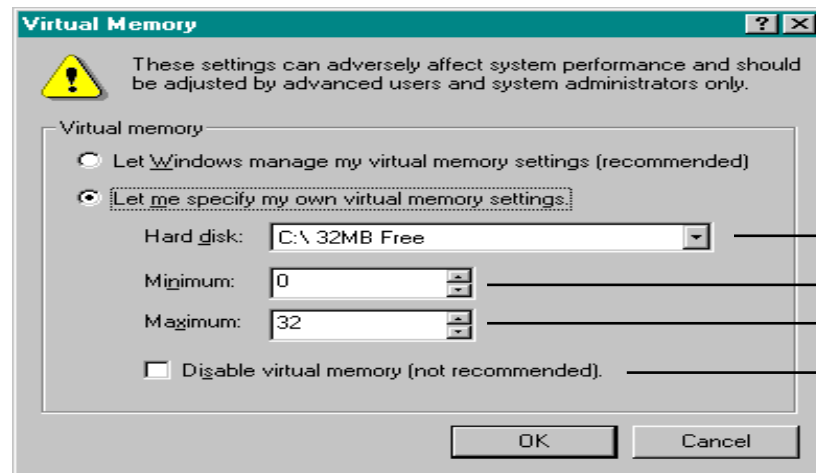 Virtual Memory
These settings can adversely affect system performance and should
be adjusted by advanced users and system administrators only.
Virtual memory
Let Windows manage my virtual memory settings (recommended)
Let me specify my own virtual memory settings.
Hard disk: C:\ 32MB Free
Minimum: 0
Maximum: 32
Disable virtual memory (not recommended).
OK Cancel